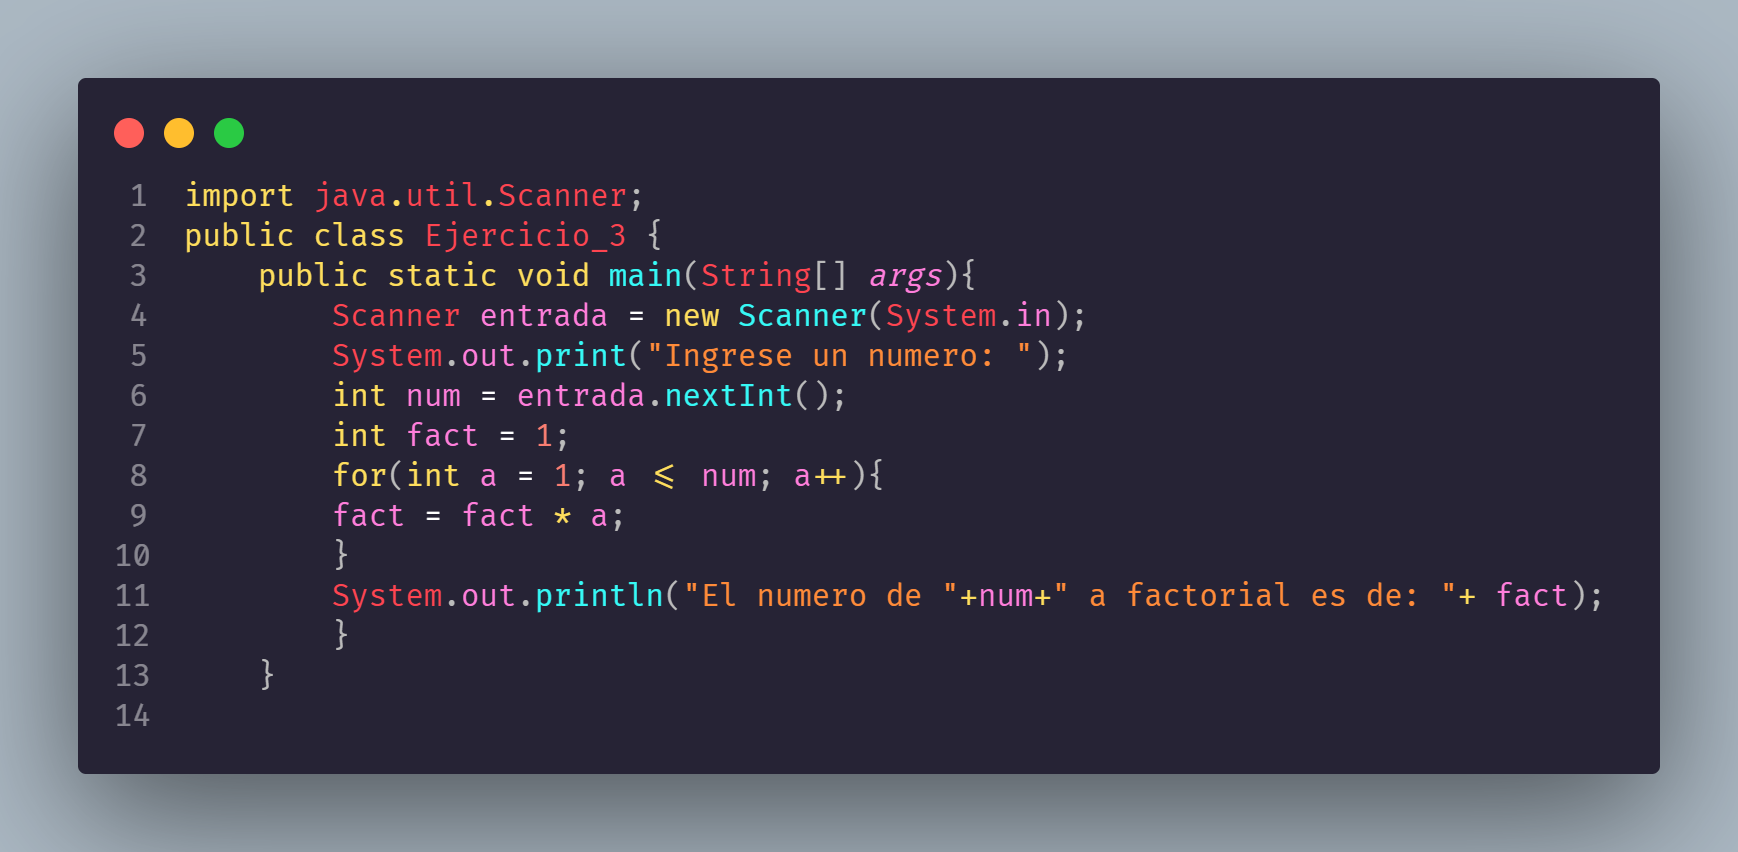 1 import java.util.Scanner;
2 public class Ejercicio_3 {
3     public static void main(String[] args){
4         Scanner entrada = new Scanner(System.in);
5         System.out.print("Ingrese un numero: ");
6         int num = entrada.nextInt();
7         int fact = 1;
8         for(int a = 1; a <= num; a++){
9         fact = fact * a;
10         }
11         System.out.println("El numero de "+num+" a factorial es de: "+ fact);
12         }
13     }
14